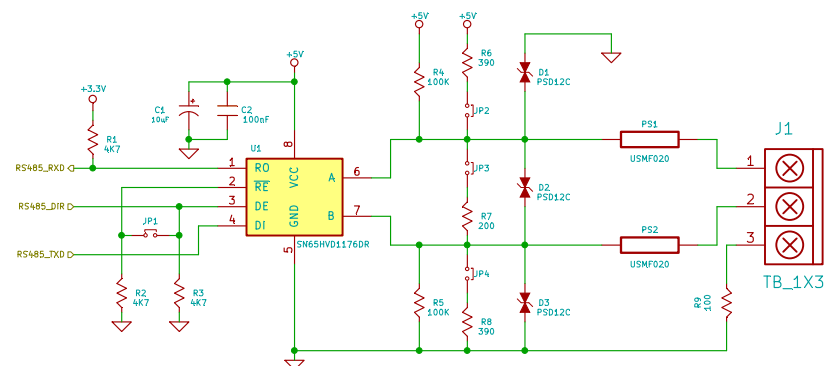 +5V
+5V
R6
390
R4
100K
D1
PSD12C
+5V
+3.3V
C1
10uF
C2
100nF
JP2
R1
4K7
PS1
USMF020
J1
U1
8
VCC
RS485_RXD
1
RO
A
6
JP3
1
2
RE
D2
PSD12C
RS485_DIR
3
DE
2
B
7
R7
200
JP1
4
DI
GND
5
SN65HVD1176DR
PS2
USMF020
3
RS485_TXD
JP4
TB_1X3
R2
4K7
R3
4K7
R5
100K
D3
PSD12C
R9
100
R8
390